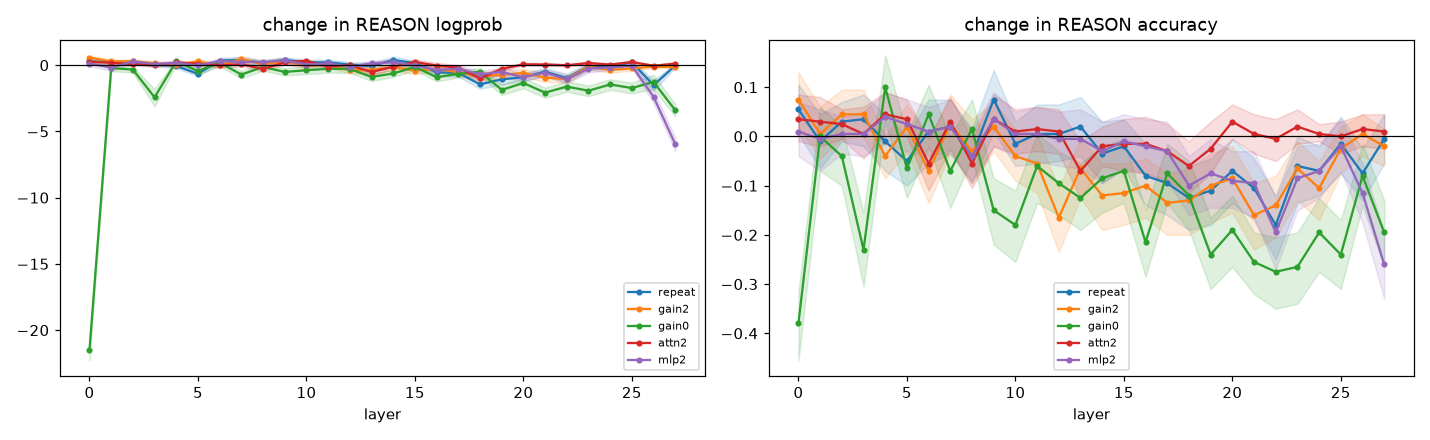 change in REASON logprob
0
−5
−10
−15
−20
0
5
10
15
20
25
layer
repeat
gain2
gain0
attn2
mlp2
change in REASON accuracy
0.1
0.0
−0.1
−0.2
−0.3
−0.4
0
5
10
15
20
25
layer
repeat
gain2
gain0
attn2
mlp2